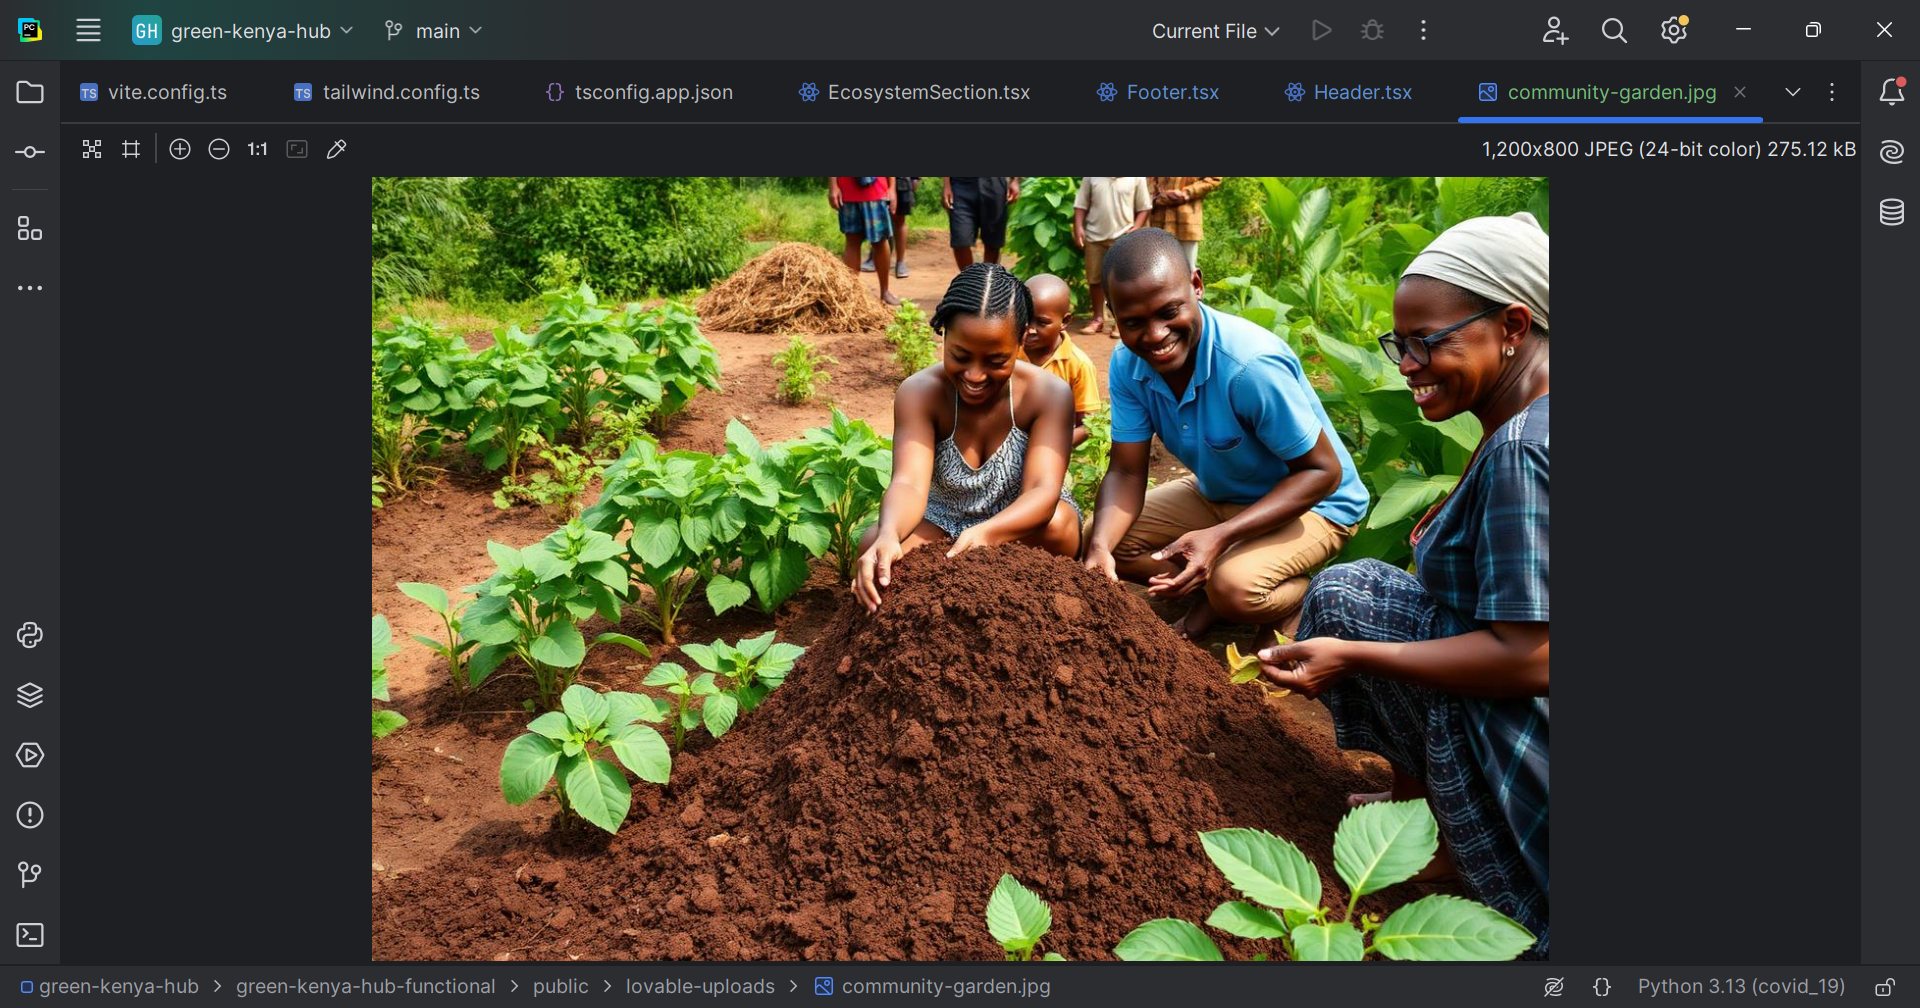 PC
GH green-kenya-hub main Current File
TS vite.config.ts TS tailwind.config.ts {} tsconfig.app.json EcosystemSection.tsx Footer.tsx Header.tsx community-garden.jpg
1:1 1,200x800 JPEG (24-bit color) 275.12 kB
green-kenya-hub > green-kenya-hub-functional > public > lovable-uploads > community-garden.jpg {} Python 3.13 (covid_19)